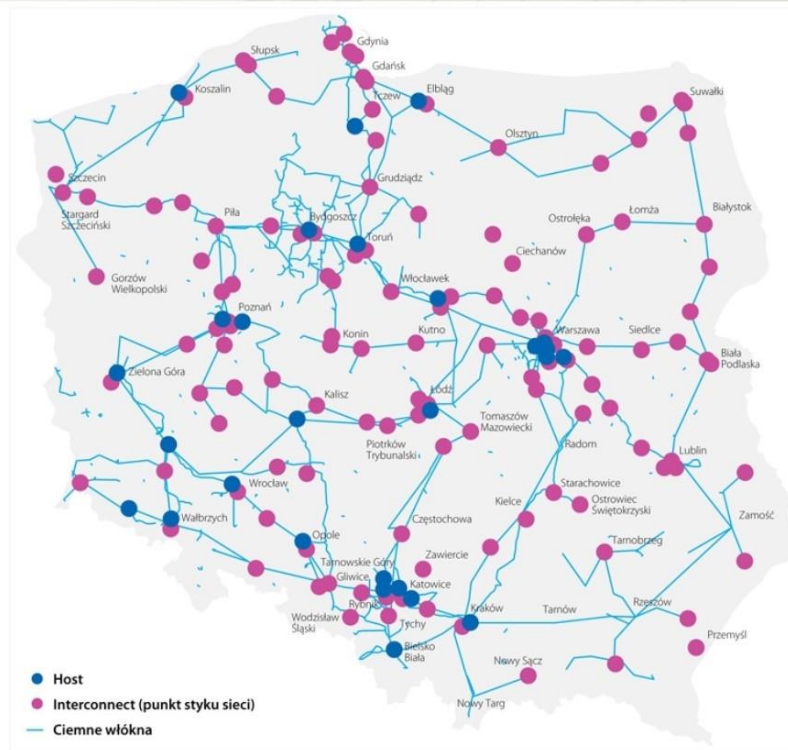 Gdynia
Słupsk
Gdańsk
Koszalin
Tczew
Elbląg
Suwałki
Olsztyn
Szczecin
Grudziądz
Stargard
Szczeciński
Piła
Bydgoszcz
Toruń
Ostrołęka
Łomża
Białystok
Ciechanów
Gorzów
Wielkopolski
Włocławek
Poznań
Konin
Kutno
Warszawa
Siedlce
Biała
Podlaska
Zielona Góra
Kalisz
Łódź
Piotrków
Trybunalski
Tomaszów
Mazowiecki
Radom
Lublin
Wrocław
Starachowice
Kielce
Ostrowiec
Świętokrzyski
Wałbrzych
Częstochowa
Zamość
Opole
Tarnobrzeg
Tarnowskie Góry
Zawiercie
Gliwice
Katowice
Rybnik
Kraków
Tarnów
Rzeszów
Wodzisław
Śląski
Tychy
Przemyśl
Bielsko
Biała
Nowy Sącz
Nowy Targ
Host
Interconnect (punkt styku sieci)
Ciemne włókna